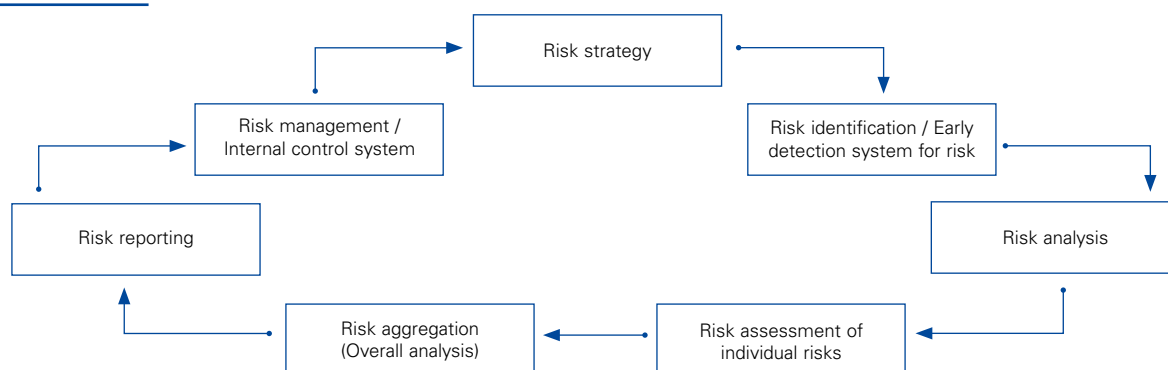 Risk strategy
Risk management /
Internal control system
Risk identification / Early
detection system for risk
Risk reporting
Risk analysis
Risk aggregation
(Overall analysis)
Risk assessment of
individual risks